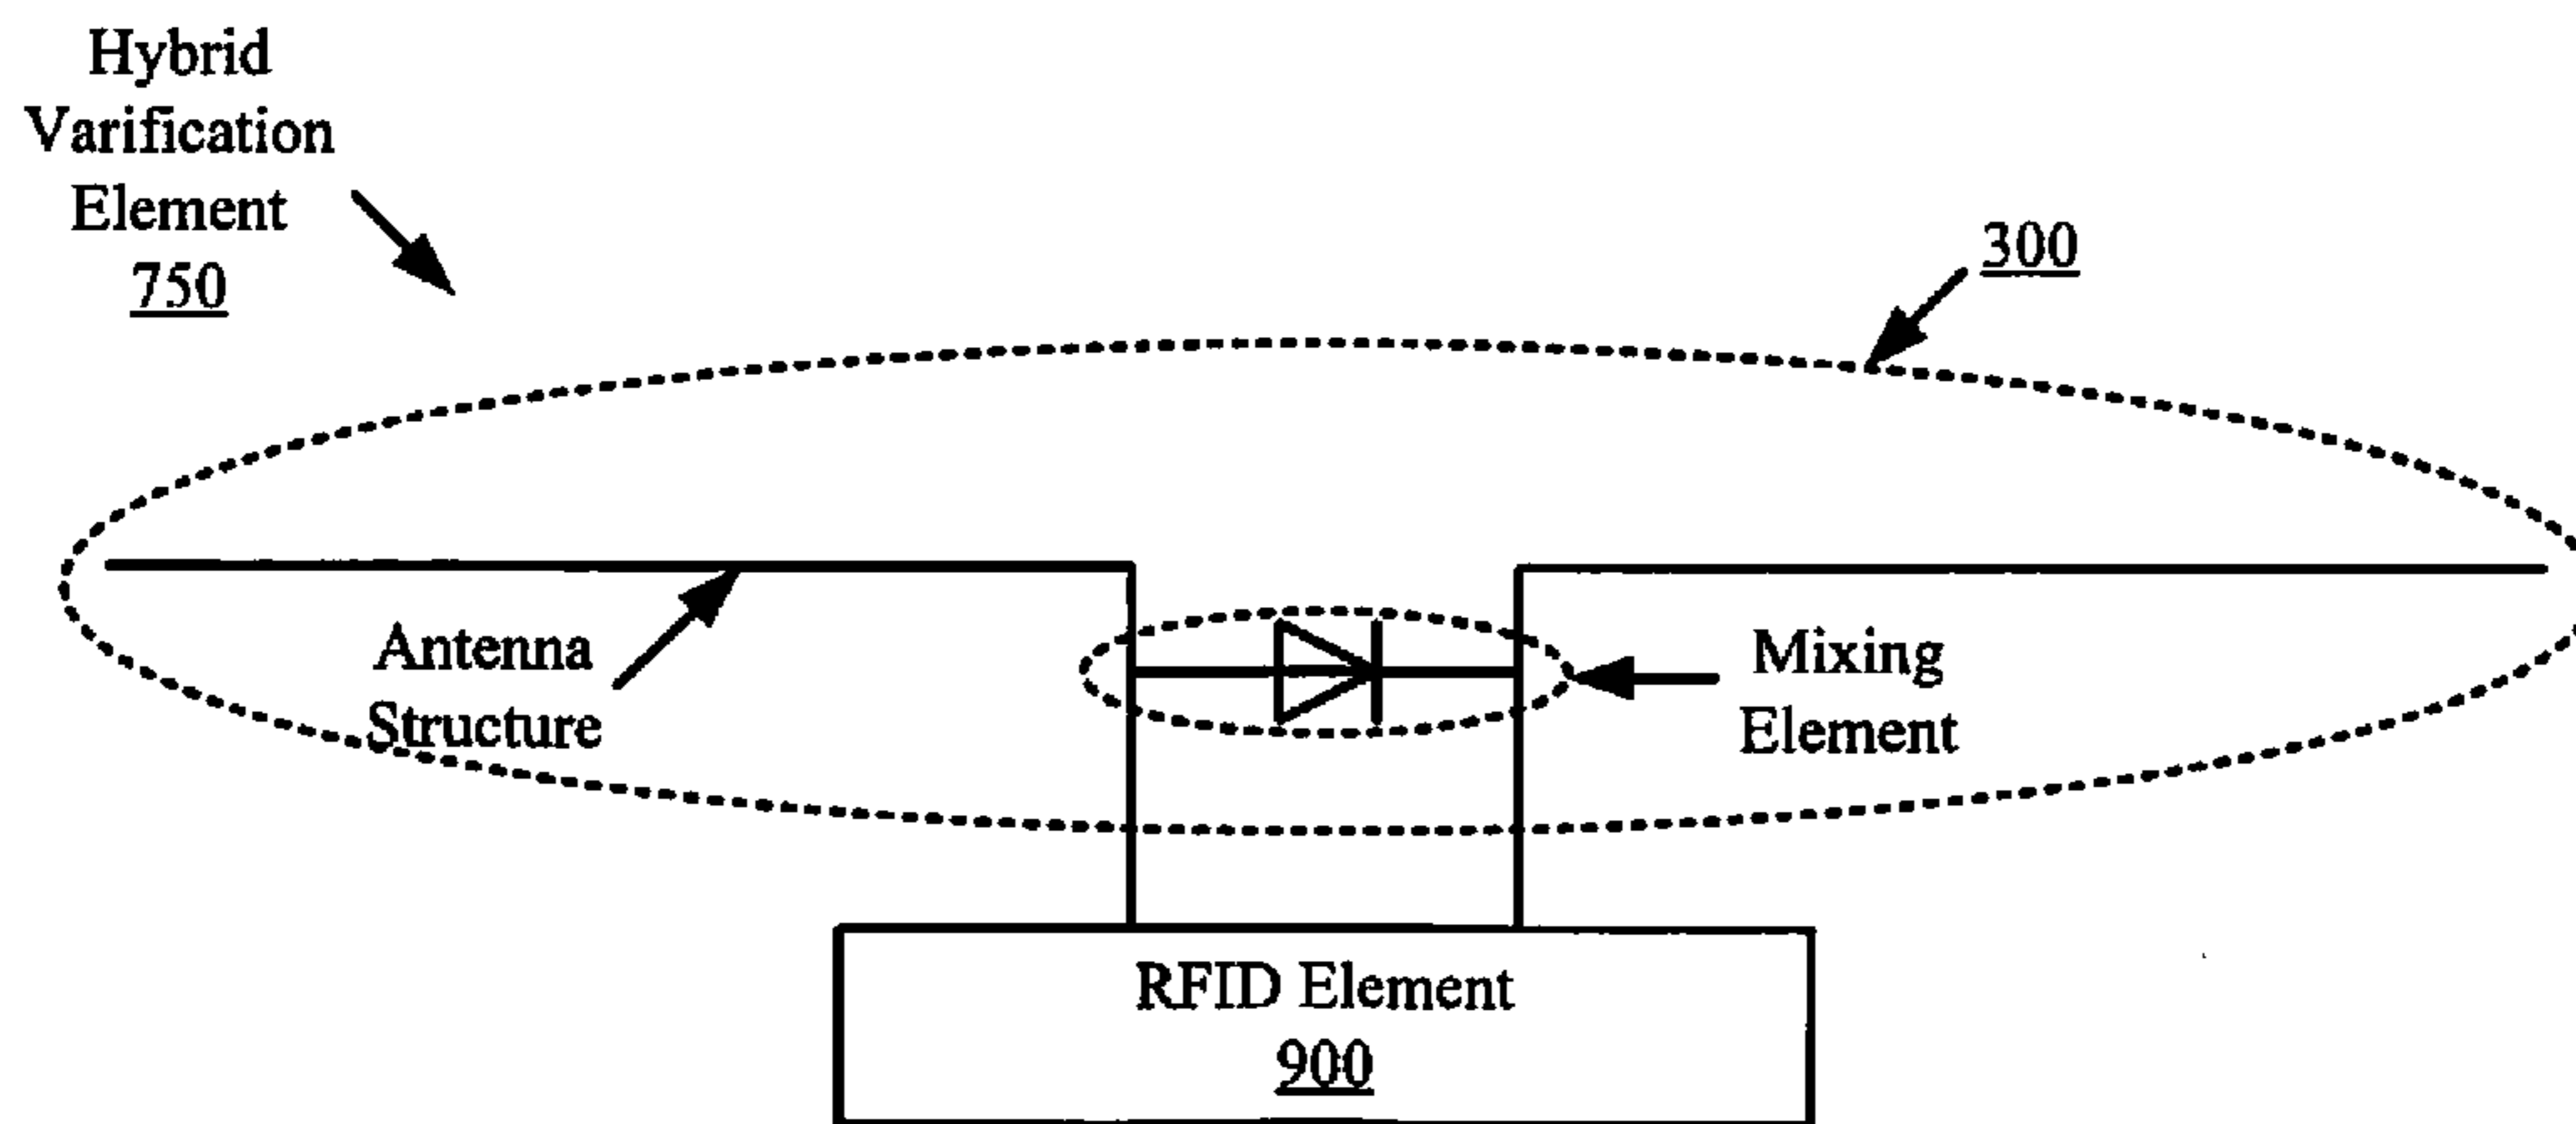 Hybrid
Varification
Element
750
300
Antenna
Structure
Mixing
Element
RFID Element
900